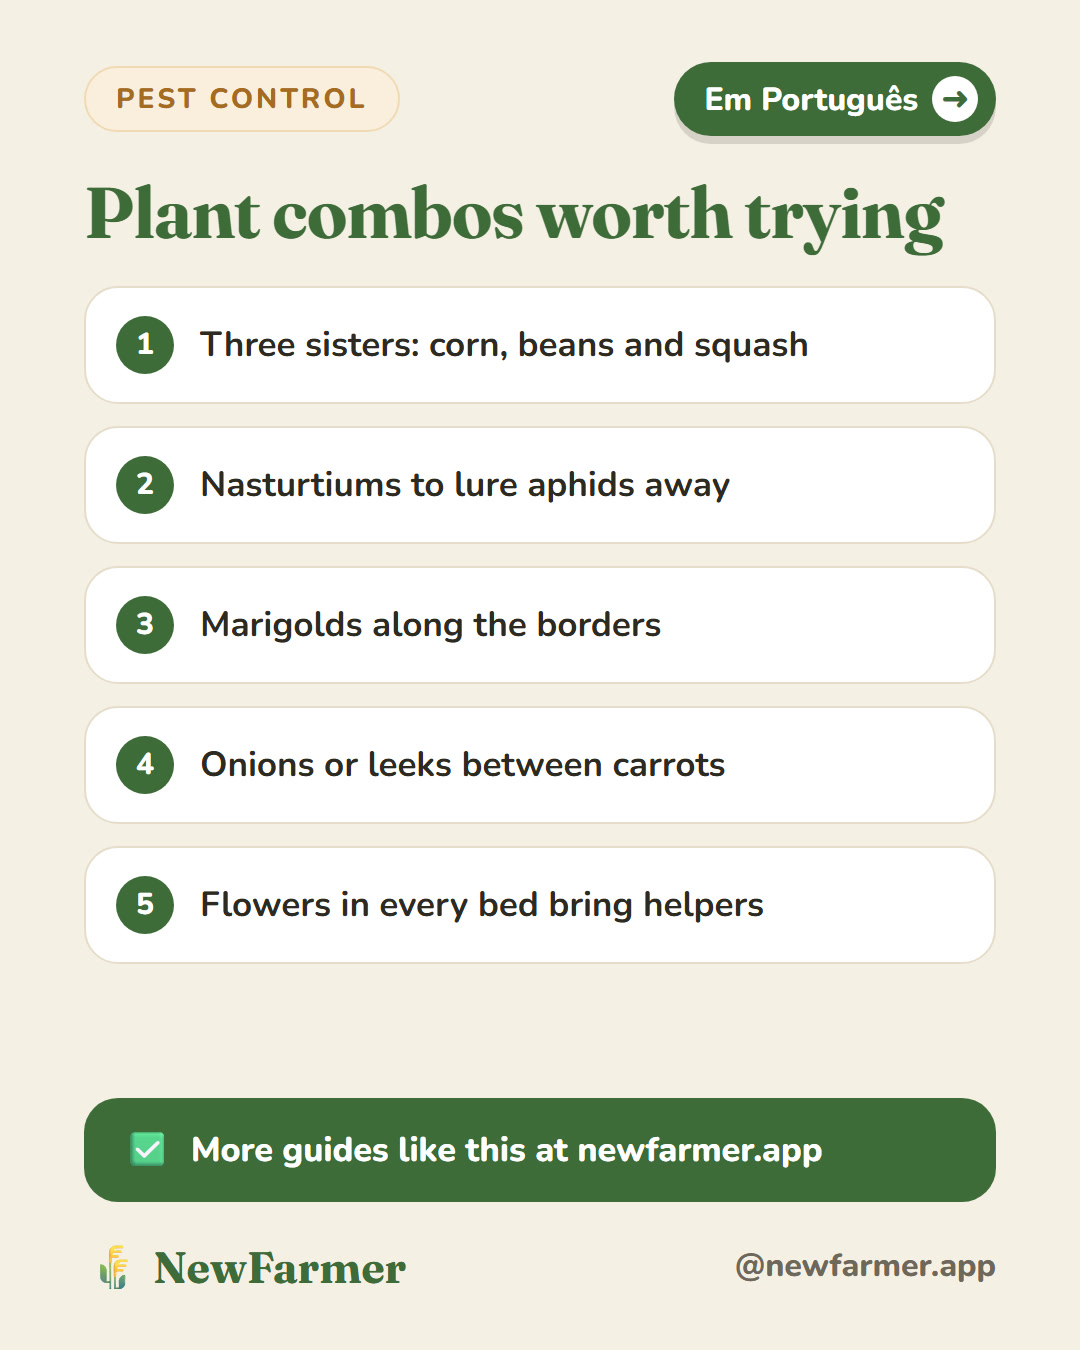 PEST CONTROL
Em Português ➜
Plant combos worth trying
1 Three sisters: corn, beans and squash
2 Nasturtiums to lure aphids away
3 Marigolds along the borders
4 Onions or leeks between carrots
5 Flowers in every bed bring helpers
✅ More guides like this at newfarmer.app
NewFarmer
@newfarmer.app